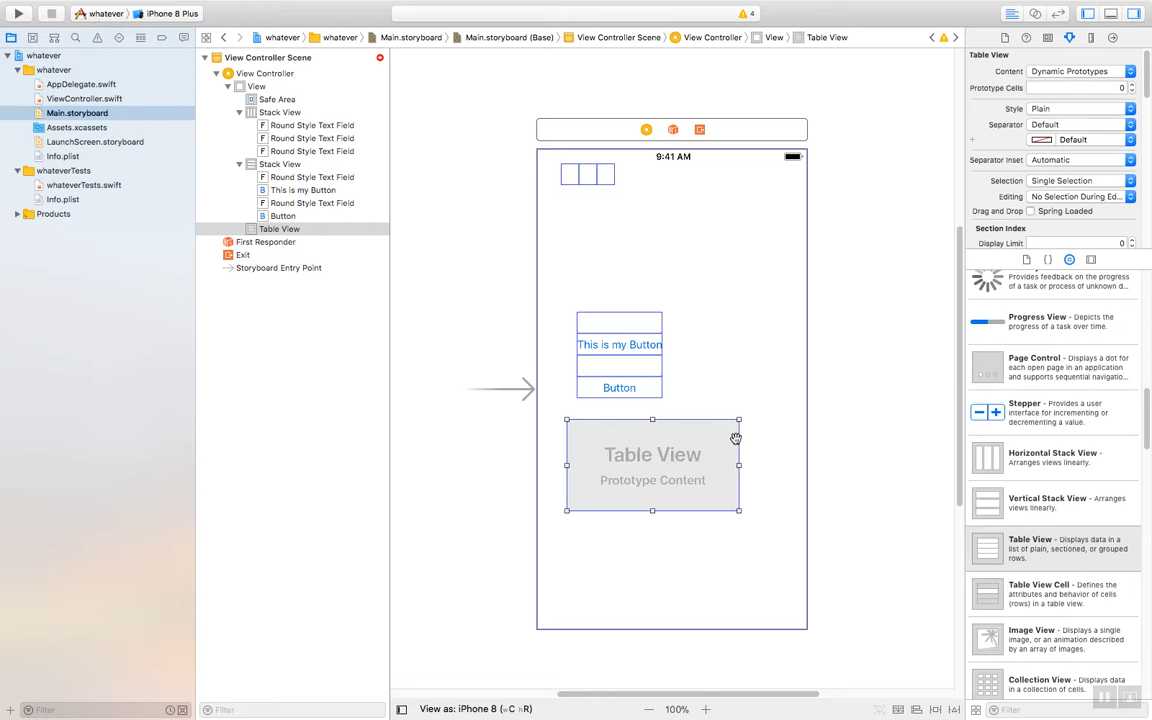 whatever
iPhone 8 Plus
4
whatever
whatever
Main.storyboard
Main.storyboard (Base)
View Controller Scene
View Controller
View
Table View
whatever
whatever
AppDelegate.swift
ViewController.swift
Main.storyboard
Assets.xcassets
LaunchScreen.storyboard
Info.plist
whateverTests
whateverTests.swift
Info.plist
Products
Filter
View Controller Scene
View Controller
View
Safe Area
Stack View
F Round Style Text Field
F Round Style Text Field
F Round Style Text Field
Stack View
F Round Style Text Field
B This is my Button
F Round Style Text Field
B Button
Table View
First Responder
Exit
Storyboard Entry Point
Filter
9:41 AM
This is my Button
Button
Table View
Prototype Content
View as: iPhone 8 (wC hR)
100%
Table View
Content Dynamic Prototypes
Prototype Cells 0
Style Plain
Separator Default
Default
Separator Inset Automatic
Selection Single Selection
Editing No Selection During Ed...
Drag and Drop Spring Loaded
Section Index
Display Limit 0
Provides feedback on the progress
of a task or process of unknown d...
Progress View - Depicts the
progress of a task over time.
Page Control - Displays a dot for
each open page in an application
and supports sequential navigatio...
Stepper - Provides a user
interface for incrementing or
decrementing a value.
Horizontal Stack View -
Arranges views linearly.
Vertical Stack View - Arranges
views linearly.
Table View - Displays data in a
list of plain, sectioned, or grouped
rows.
Table View Cell - Defines the
attributes and behavior of cells
(rows) in a table view.
Image View - Displays a single
image, or an animation described
by an array of images.
Collection View - Displays data
in a collection of cells.
Filter